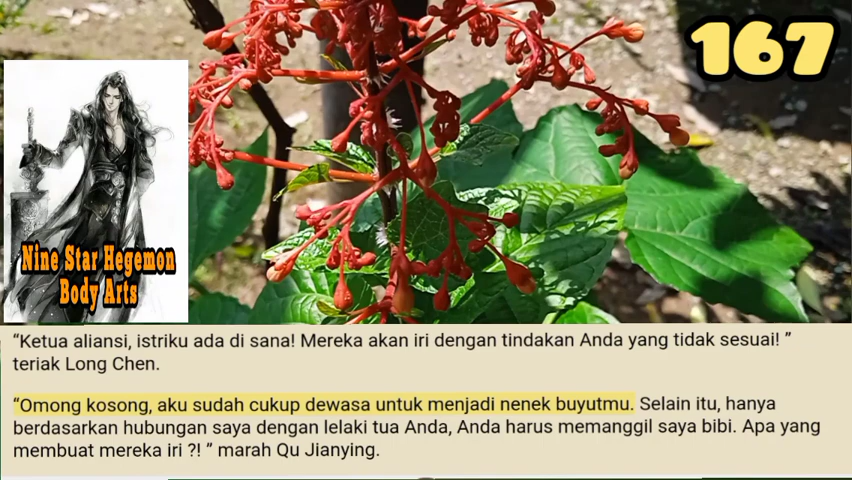 167
Nine Star Hegemon
Body Arts
“Ketua aliansi, istriku ada di sana! Mereka akan iri dengan tindakan Anda yang tidak sesuai! ”
teriak Long Chen.
“Omong kosong, aku sudah cukup dewasa untuk menjadi nenek buyutmu. Selain itu, hanya
berdasarkan hubungan saya dengan lelaki tua Anda, Anda harus memanggil saya bibi. Apa yang
membuat mereka iri ?! ” marah Qu Jianying.